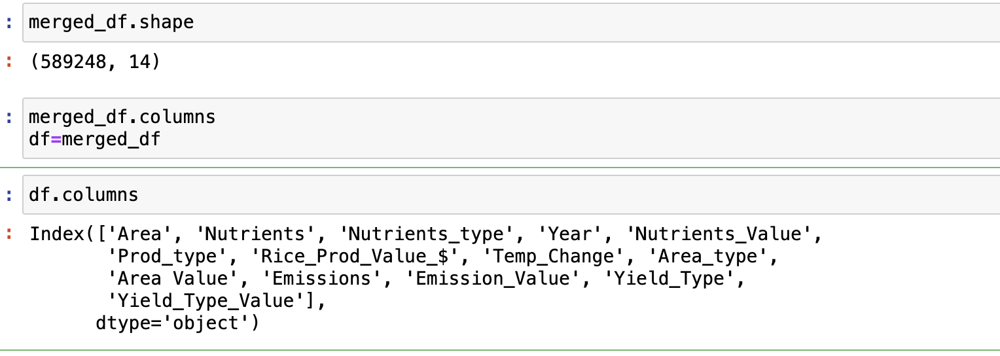 : merged_df.shape
: (589248, 14)
: merged_df.columns
df=merged_df
: df.columns
: Index(['Area', 'Nutrients', 'Nutrients_type', 'Year', 'Nutrients_Value',
'Prod_type', 'Rice_Prod_Value_$', 'Temp_Change', 'Area_type',
'Area Value', 'Emissions', 'Emission_Value', 'Yield_Type',
'Yield_Type_Value'],
dtype='object')